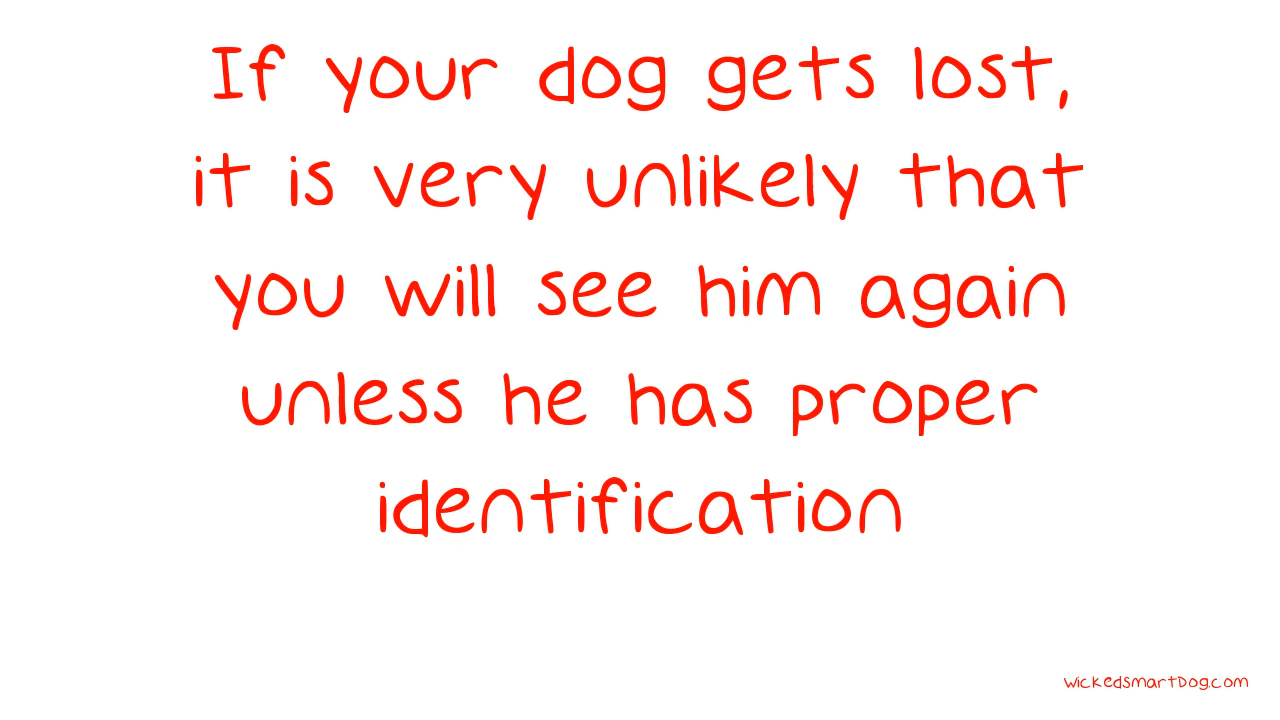 If your dog gets lost,
it is very unlikely that
you will see him again
unless he has proper
identification
wickedsmartDog.com